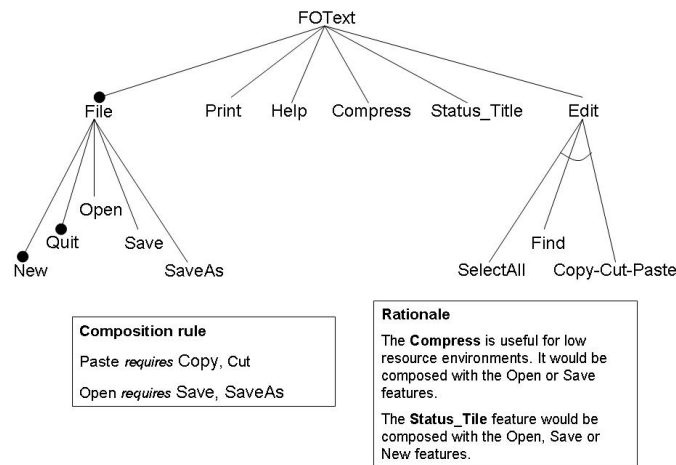 FOText
File
Print
Help
Compress
Status_Title
Edit
Open
Quit
Save
New
SaveAs
Find
SelectAll
Copy-Cut-Paste
Composition rule
Paste requires Copy, Cut
Open requires Save, SaveAs
Rationale
The Compress is useful for low
resource environments. It would be
composed with the Open or Save
features.
The Status_Tile feature would be
composed with the Open, Save or
New features.